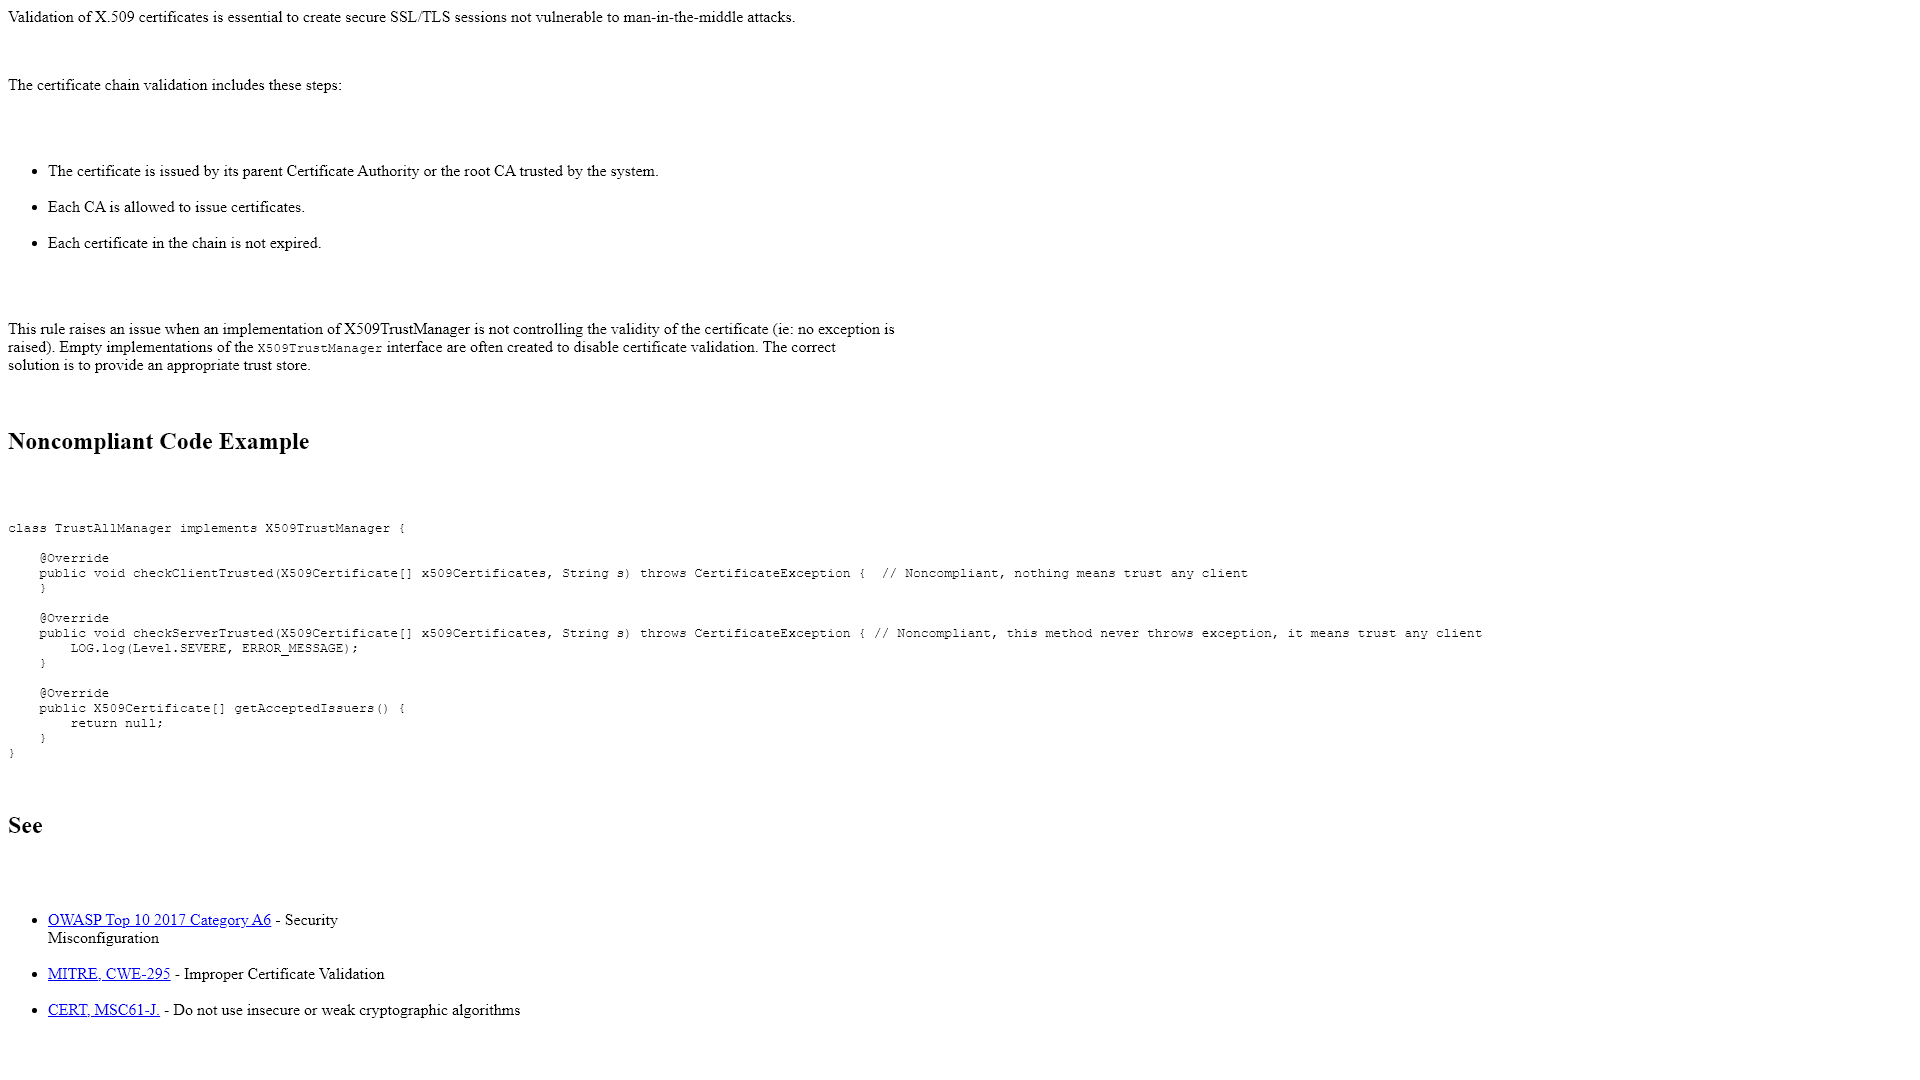 Validation of X.509 certificates is essential to create secure SSL/TLS sessions not vulnerable to man-in-the-middle attacks.
The certificate chain validation includes these steps:
• The certificate is issued by its parent Certificate Authority or the root CA trusted by the system.
• Each CA is allowed to issue certificates.
• Each certificate in the chain is not expired.
This rule raises an issue when an implementation of X509TrustManager is not controlling the validity of the certificate (ie: no exception is
raised). Empty implementations of the X509TrustManager interface are often created to disable certificate validation. The correct
solution is to provide an appropriate trust store.
Noncompliant Code Example
class TrustAllManager implements X509TrustManager {
    @Override
    public void checkClientTrusted(X509Certificate[] x509Certificates, String s) throws CertificateException {  // Noncompliant, nothing means trust any client
    }
    @Override
    public void checkServerTrusted(X509Certificate[] x509Certificates, String s) throws CertificateException { // Noncompliant, this method never throws exception, it means trust any client
        LOG.log(Level.SEVERE, ERROR_MESSAGE);
    }
    @Override
    public X509Certificate[] getAcceptedIssuers() {
        return null;
    }
}
See
• OWASP Top 10 2017 Category A6 - Security
Misconfiguration
• MITRE, CWE-295 - Improper Certificate Validation
• CERT, MSC61-J. - Do not use insecure or weak cryptographic algorithms